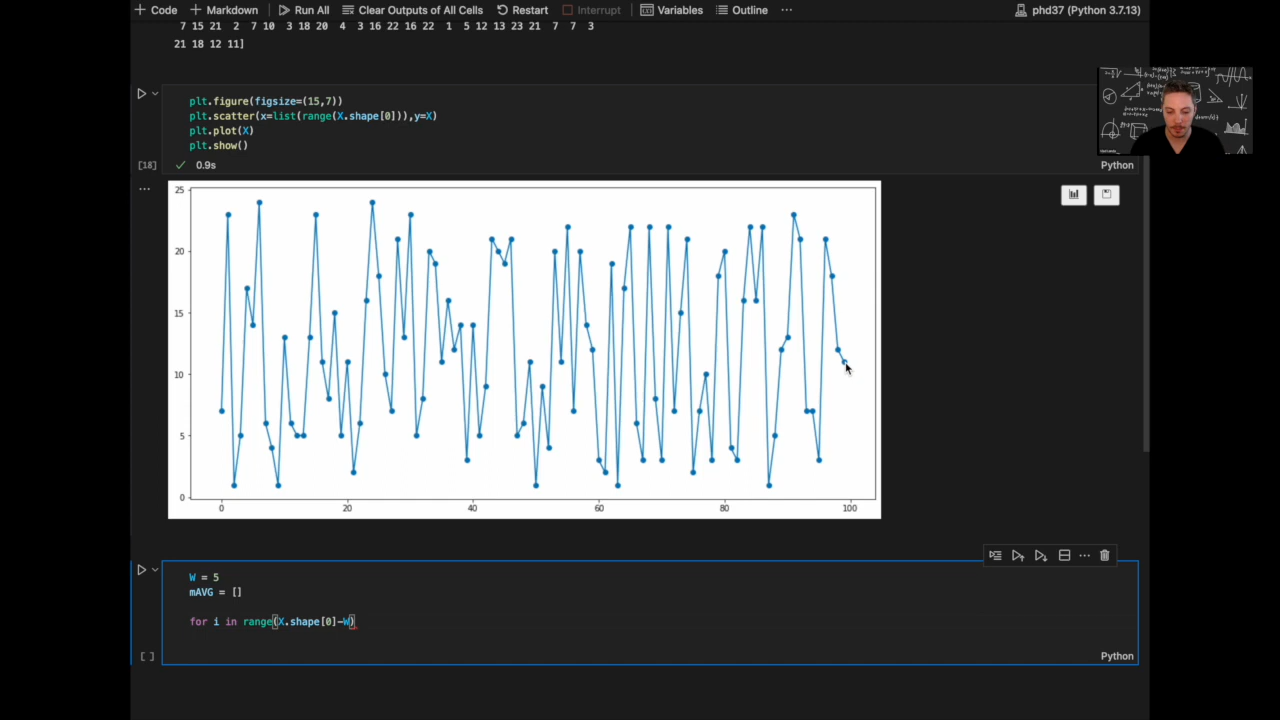 Code Markdown Run All Clear Outputs of All Cells Restart Interrupt Variables Outline ··· phd37 (Python 3.7.13)
7 15 21 2 7 10 3 18 20 4 3 16 22 16 22 1 5 12 13 23 21 7 7 3
21 18 12 11]
plt.figure(figsize=(15,7))
plt.scatter(x=list(range(X.shape[0])),y=X)
plt.plot(X)
plt.show()
[18] 0.9s Python
25
20
15
10
5
0
0 20 40 60 80 100
W = 5
mAVG = []
for i in range(X.shape[0]-W)
[ ] Python